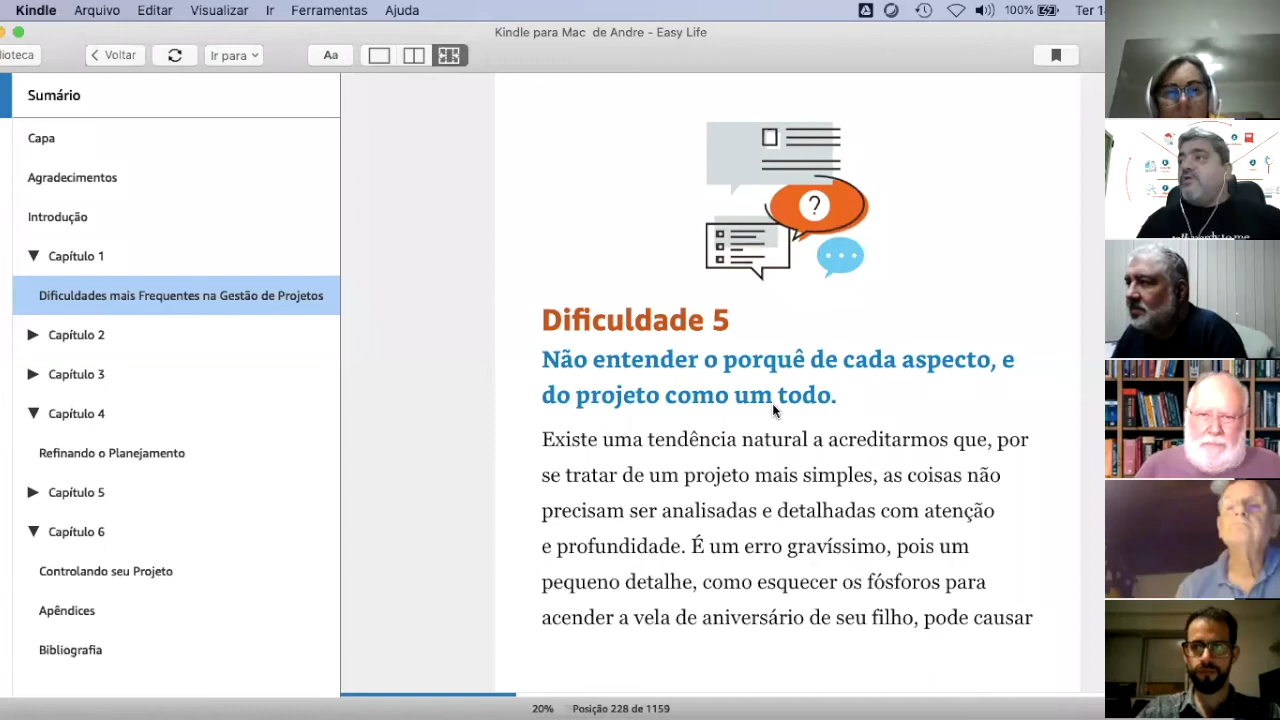 Kindle Arquivo Editar Visualizar Ir Ferramentas Ajuda 100% Ter
Kindle para Mac de Andre - Easy Life
lioteca Voltar Ir para Aa
Sumário
Capa
Agradecimentos
Introdução
Capítulo 1
Dificuldades mais Frequentes na Gestão de Projetos
Capítulo 2
Capítulo 3
Capítulo 4
Refinando o Planejamento
Capítulo 5
Capítulo 6
Controlando seu Projeto
Apêndices
Bibliografia
?
Dificuldade 5
Não entender o porquê de cada aspecto, e
do projeto como um todo.
Existe uma tendência natural a acreditarmos que, por
se tratar de um projeto mais simples, as coisas não
precisam ser analisadas e detalhadas com atenção
e profundidade. É um erro gravíssimo, pois um
pequeno detalhe, como esquecer os fósforos para
acender a vela de aniversário de seu filho, pode causar
20% Posição 228 de 1159